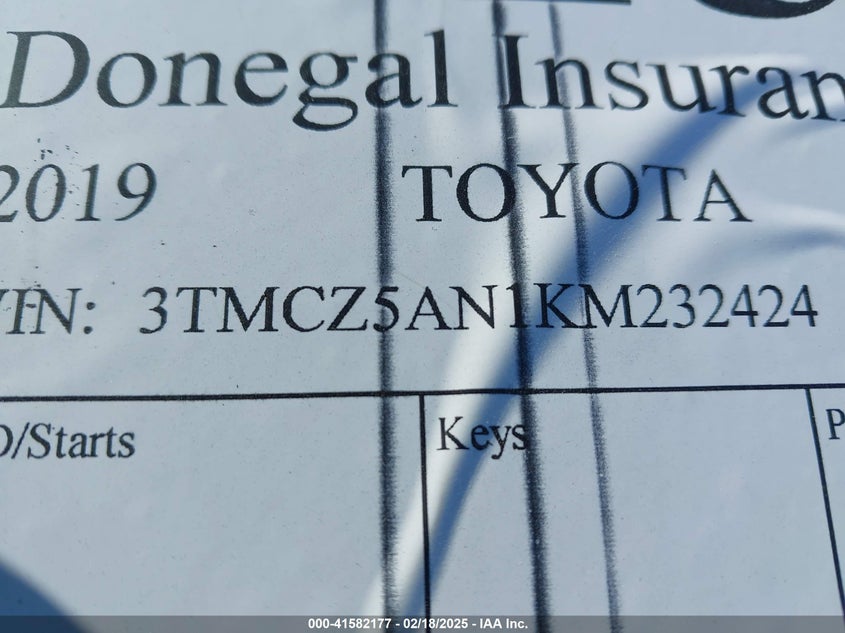 Donegal Insuran
2019 TOYOTA
VIN: 3TMCZ5AN1KM232424
D/Starts Keys P
000-41582177 - 02/18/2025 - IAA Inc.